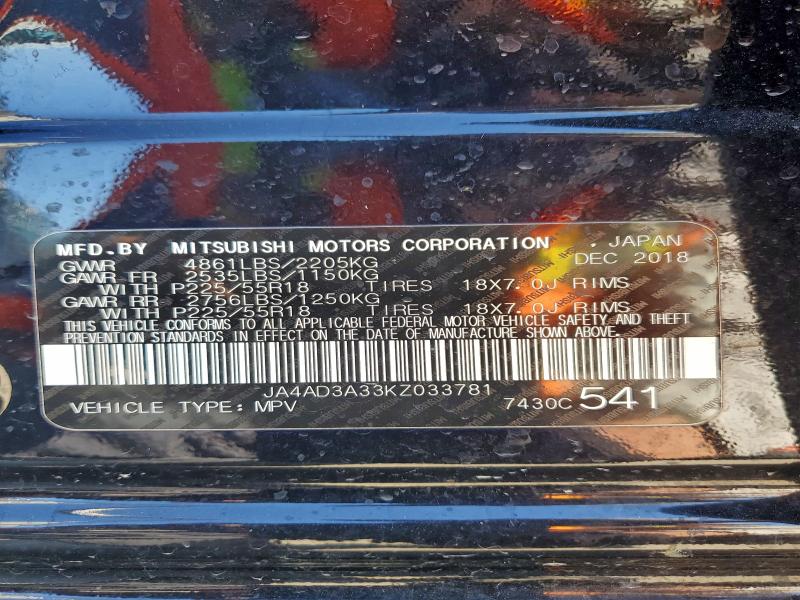 MFD.BY MITSUBISHI MOTORS CORPORATION . JAPAN
GVWR 4861LBS/2205KG DEC 2018
GAWR FR 2535LBS/1150KG
WITH P225/55R18 TIRES 18X7.0J RIMS
GAWR RR 2756LBS/1250KG
WITH P225/55R18 TIRES 18X7.0J RIMS
THIS VEHICLE CONFORMS TO ALL APPLICABLE FEDERAL MOTOR VEHICLE SAFETY AND THEFT
PREVENTION STANDARDS IN EFFECT ON THE DATE OF MANUFACTURE SHOWN ABOVE.
JA4AD3A33KZ033781
VEHICLE TYPE: MPV 7430C 541